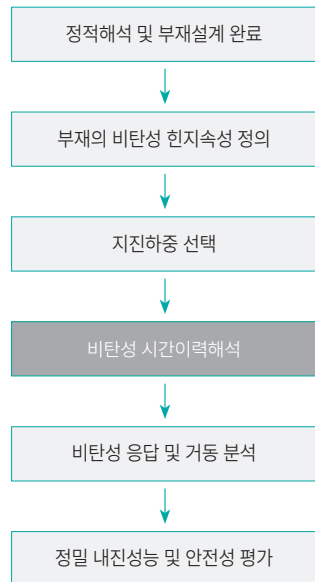 정적해석 및 부재설계 완료
부재의 비탄성 힌지속성 정의
지진하중 선택
비탄성 시간이력해석
비탄성 응답 및 거동 분석
정밀 내진성능 및 안전성 평가